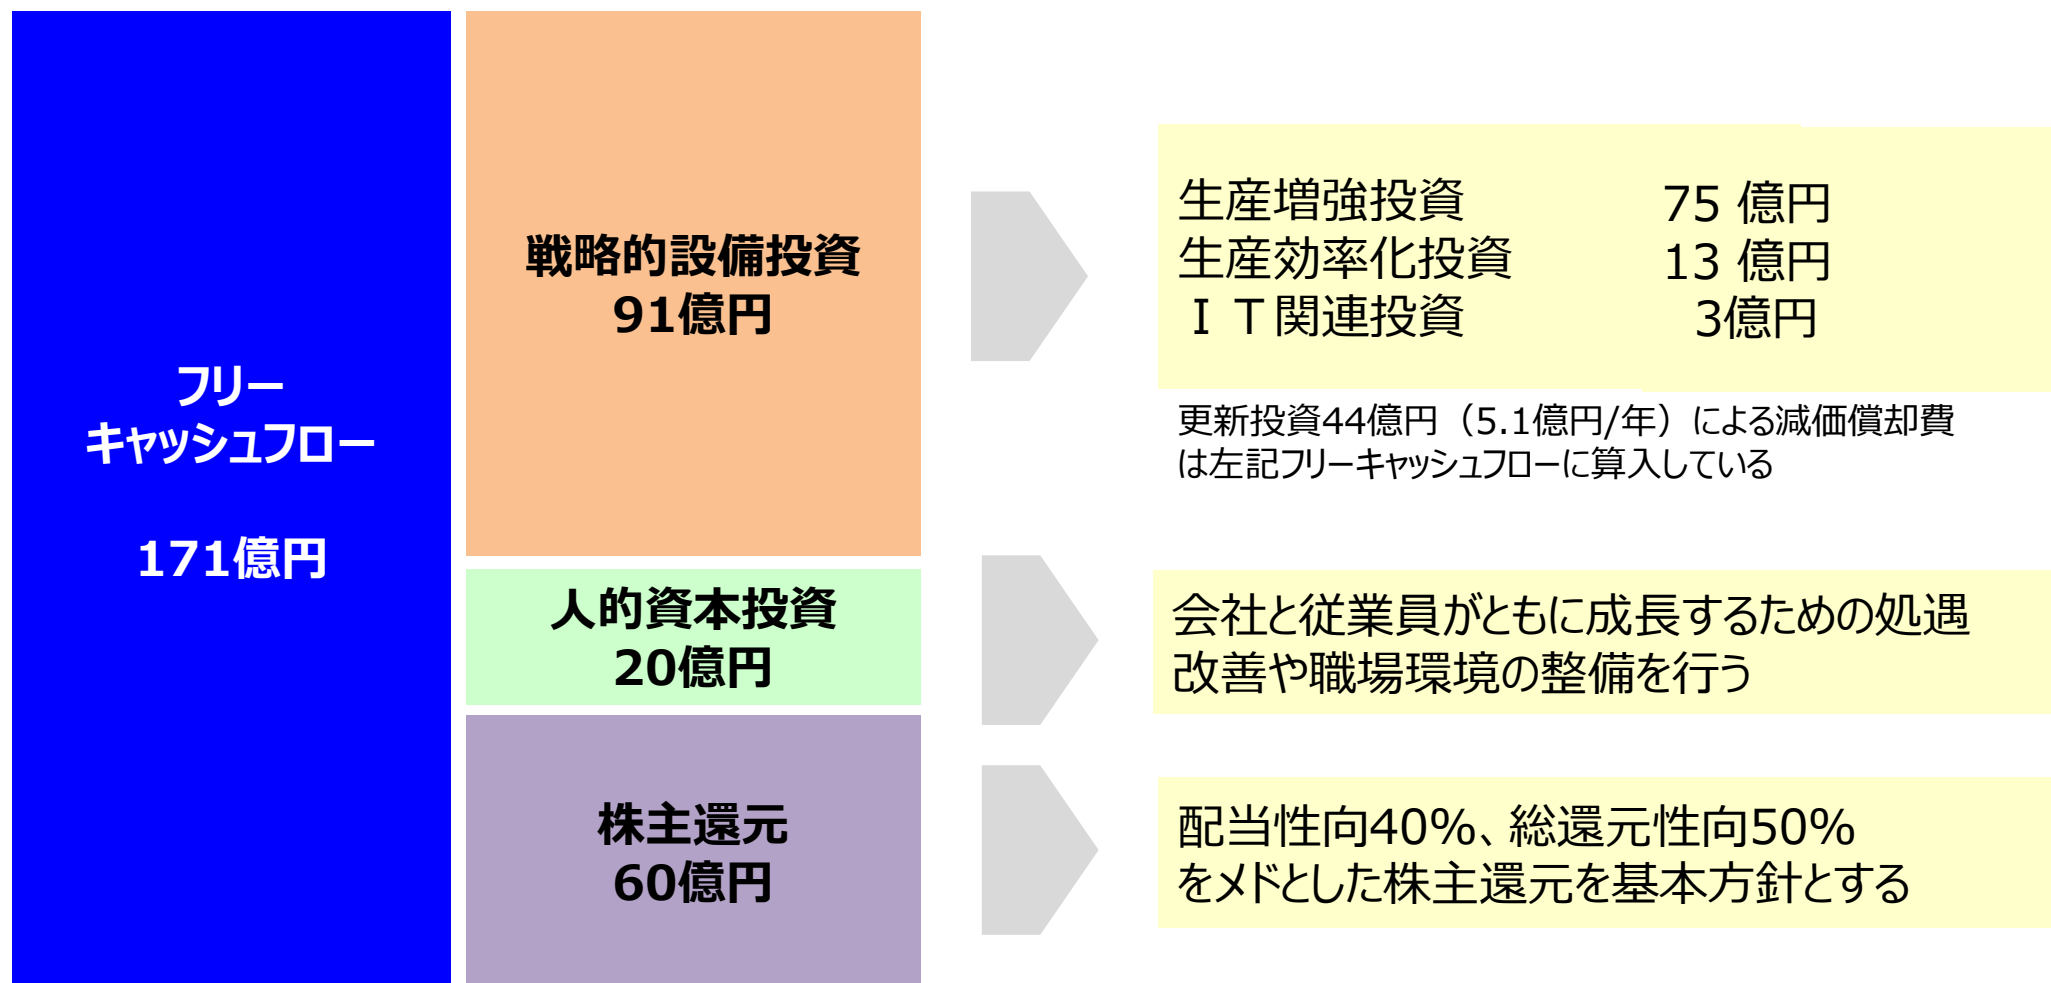 フリー
キャッシュフロー
171億円
戦略的設備投資
91億円
生産増強投資 75 億円
生産効率化投資 13 億円
ＩＴ関連投資 3億円
更新投資44億円（5.1億円/年）による減価償却費
は左記フリーキャッシュフローに算入している
人的資本投資
20億円
会社と従業員がともに成長するための処遇
改善や職場環境の整備を行う
株主還元
60億円
配当性向40%、総還元性向50%
をメドとした株主還元を基本方針とする